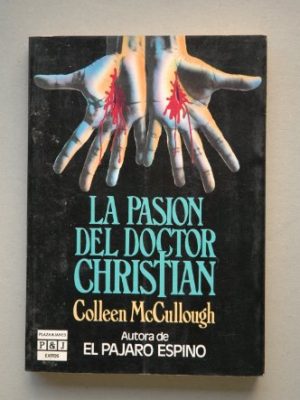 LA PASION
DEL DOCTOR
CHRISTIAN
Colleen McCullough
Autora de
EL PAJARO ESPINO
PLAZA & JANES
P & J
EXITOS